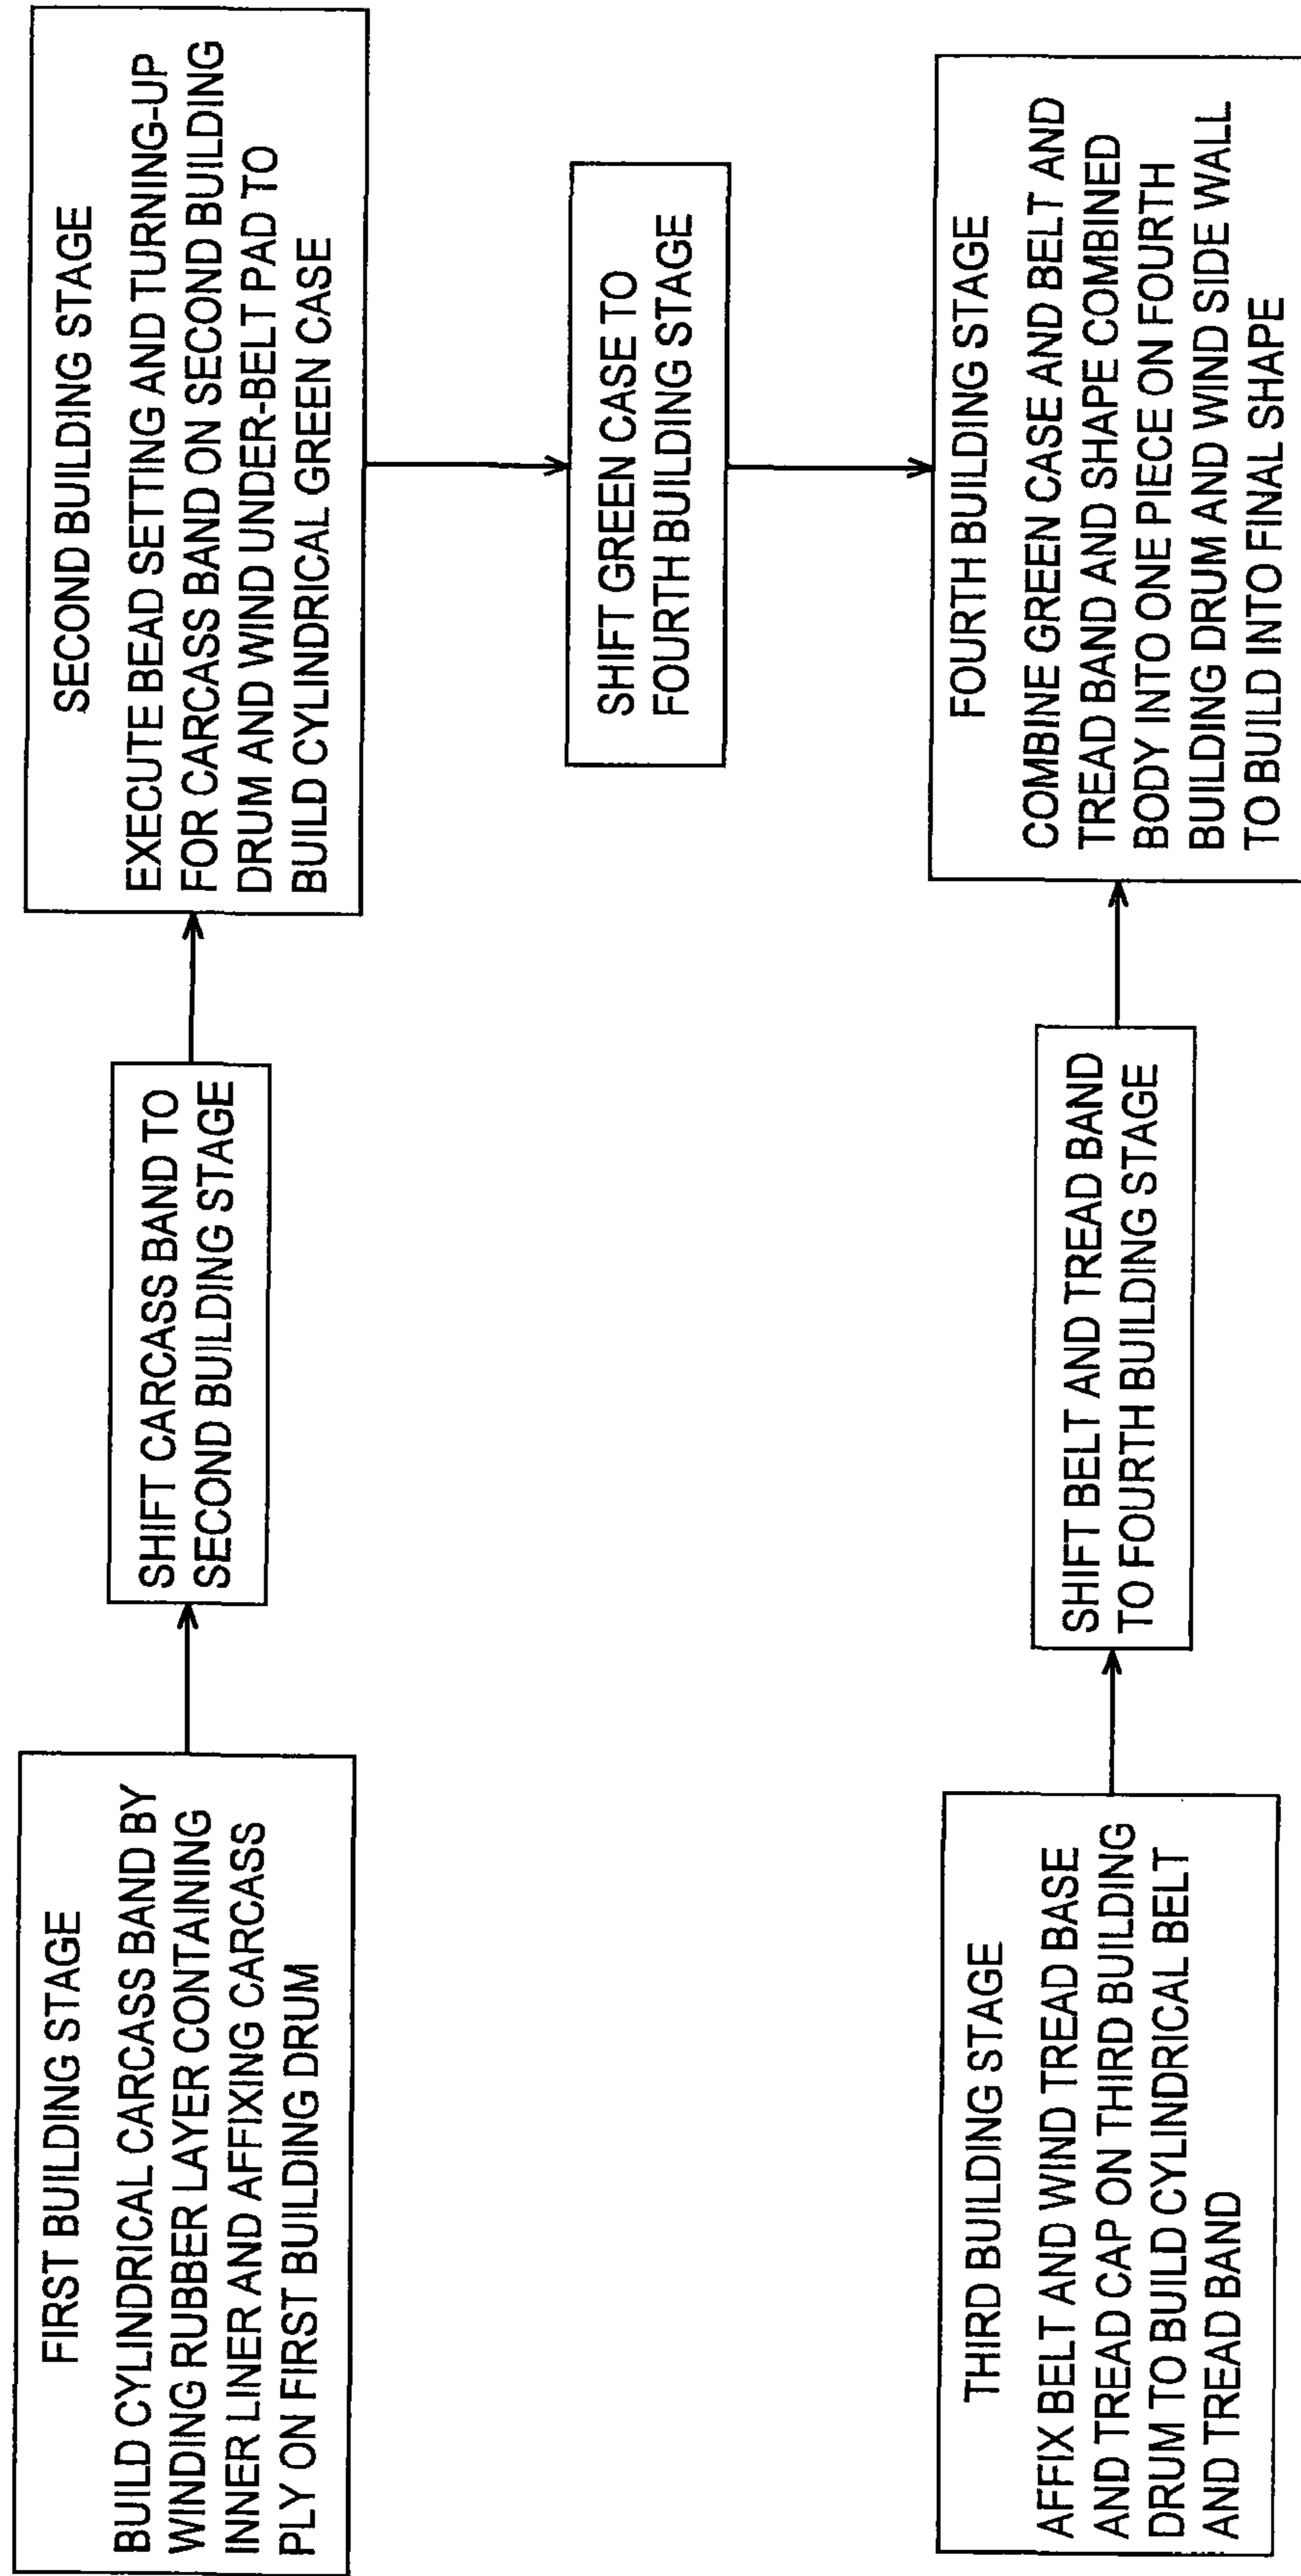 FIRST BUILDING STAGE
BUILD CYLINDRICAL CARCASS BAND BY
WINDING RUBBER LAYER CONTAINING
INNER LINER AND AFFIXING CARCASS
PLY ON FIRST BUILDING DRUM
SHIFT CARCASS BAND TO
SECOND BUILDING STAGE
SECOND BUILDING STAGE
EXECUTE BEAD SETTING AND TURNING-UP
FOR CARCASS BAND ON SECOND BUILDING
DRUM AND WIND UNDER-BELT PAD TO
BUILD CYLINDRICAL GREEN CASE
SHIFT GREEN CASE TO
FOURTH BUILDING STAGE
THIRD BUILDING STAGE
AFFIX BELT AND WIND TREAD BASE
AND TREAD CAP ON THIRD BUILDING
DRUM TO BUILD CYLINDRICAL BELT
AND TREAD BAND
SHIFT BELT AND TREAD BAND
TO FOURTH BUILDING STAGE
FOURTH BUILDING STAGE
COMBINE GREEN CASE AND BELT AND
TREAD BAND AND SHAPE COMBINED
BODY INTO ONE PIECE ON FOURTH
BUILDING DRUM AND WIND SIDE WALL
TO BUILD INTO FINAL SHAPE